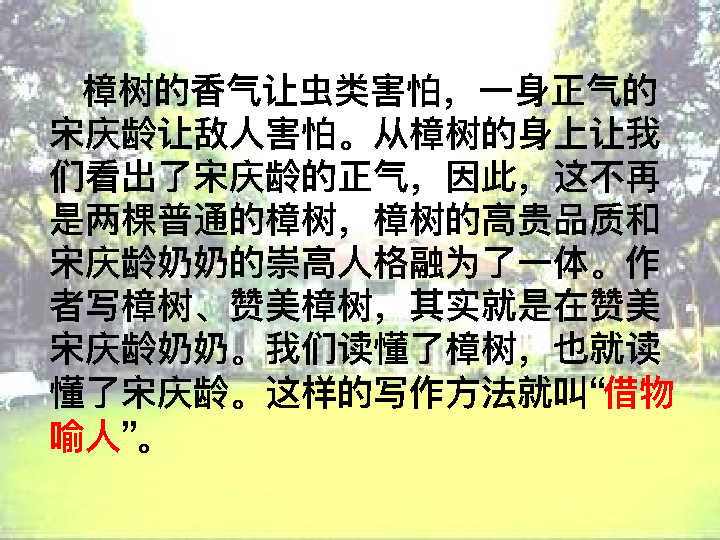 樟树的香气让虫类害怕，一身正气的
宋庆龄让敌人害怕。从樟树的身上让我
们看出了宋庆龄的正气，因此，这不再
是两棵普通的樟树，樟树的高贵品质和
宋庆龄奶奶的崇高人格融为了一体。作
者写樟树、赞美樟树，其实就是在赞美
宋庆龄奶奶。我们读懂了樟树，也就读
懂了宋庆龄。这样的写作方法就叫“借物
喻人”。